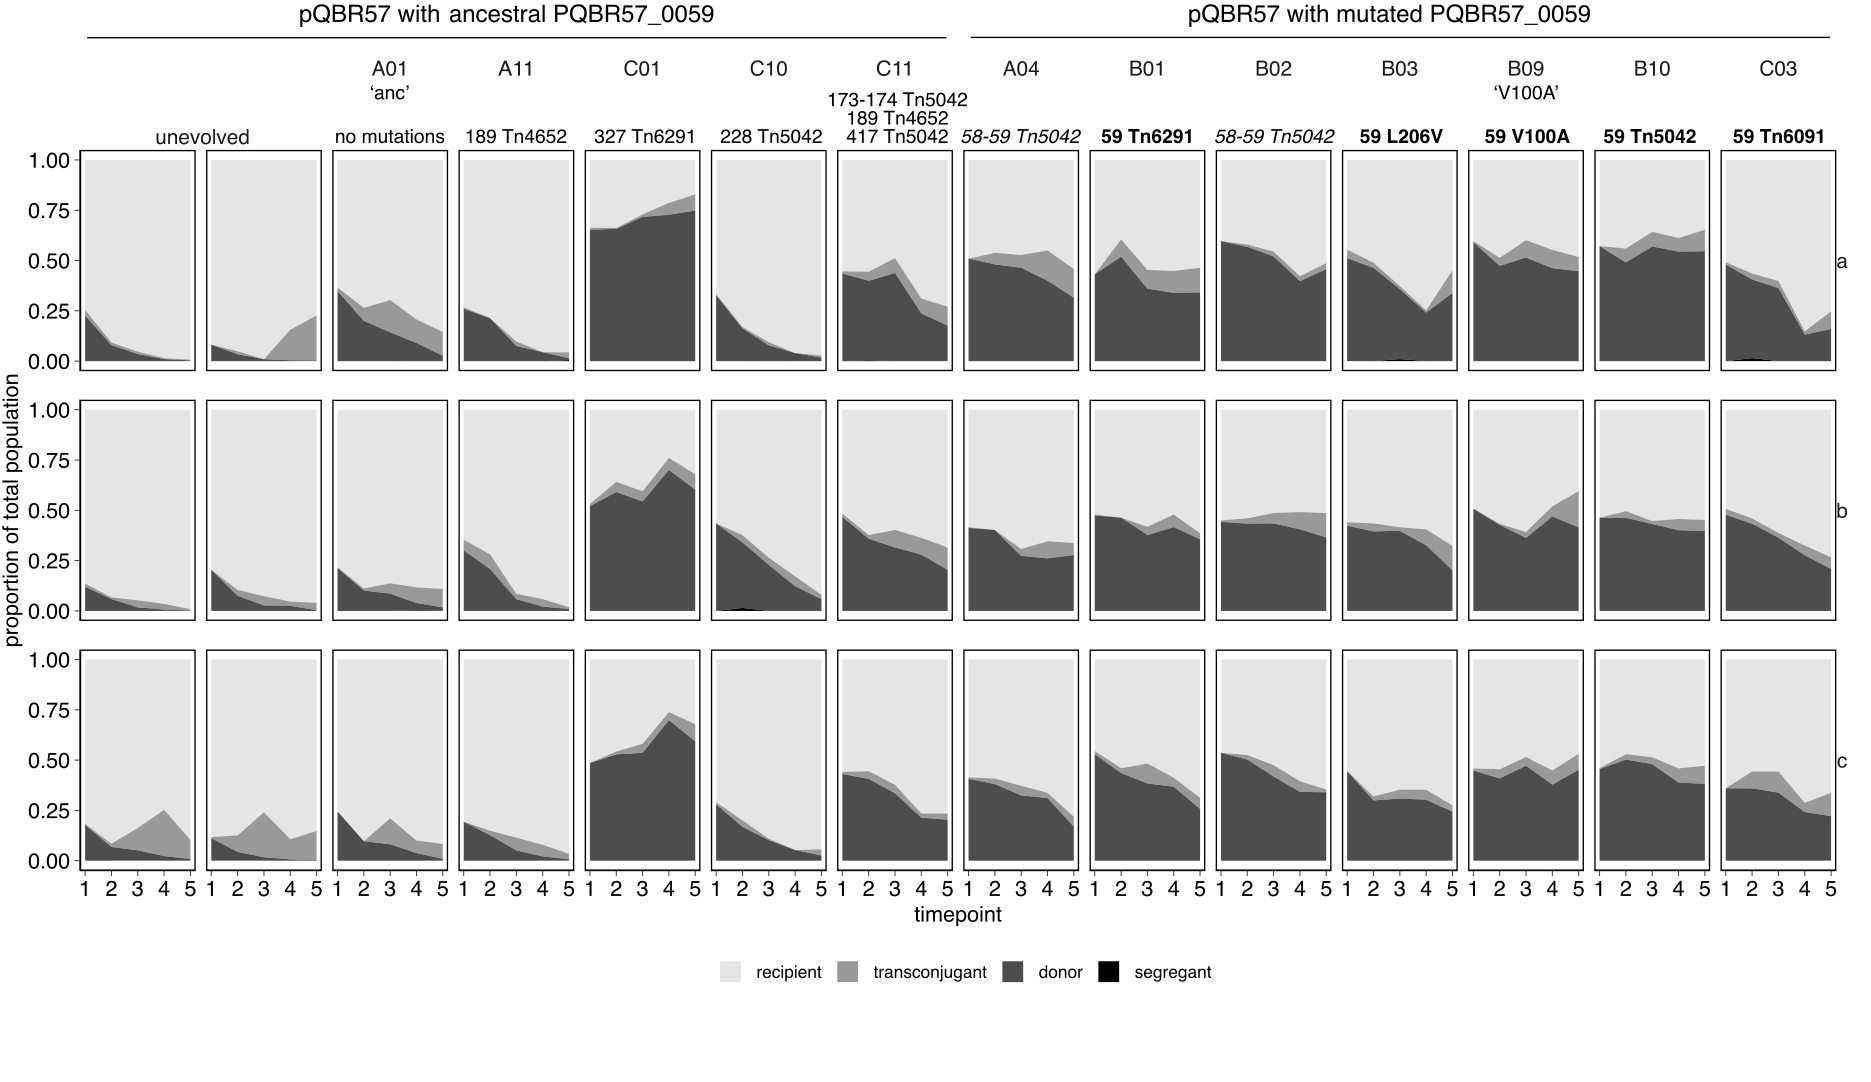 pQBR57 with ancestral PQBR57_0059
pQBR57 with mutated PQBR57_0059
A01 A11 C01 C10 C11 A04 B01 B02 B03 B09 B10 C03
‘anc’ ‘V100A’
173-174 Tn5042
189 Tn4652
unevolved no mutations 189 Tn4652 327 Tn6291 228 Tn5042 417 Tn5042 58-59 Tn5042 59 Tn6291 58-59 Tn5042 59 L206V 59 V100A 59 Tn5042 59 Tn6091
1.00
0.75
0.50
0.25
0.00
a
1.00
0.75
0.50
0.25
0.00
b
1.00
0.75
0.50
0.25
0.00
c
proportion of total population
1 2 3 4 5 1 2 3 4 5 1 2 3 4 5 1 2 3 4 5 1 2 3 4 5 1 2 3 4 5 1 2 3 4 5 1 2 3 4 5 1 2 3 4 5 1 2 3 4 5 1 2 3 4 5 1 2 3 4 5 1 2 3 4 5 1 2 3 4 5
timepoint
recipient transconjugant donor segregant